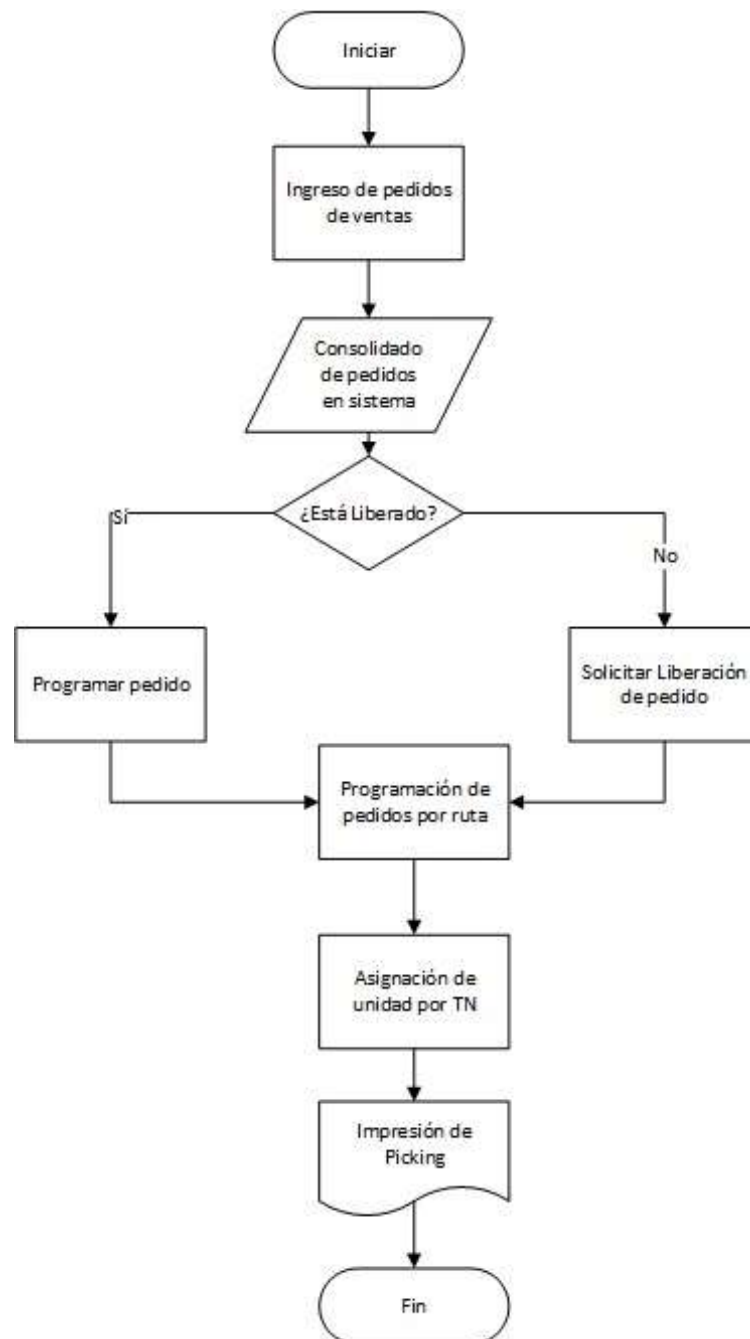 Iniciar
Ingreso de pedidos
de ventas
Consolidado
de pedidos
en sistema
¿Está Liberado?
Sí
No
Programar pedido
Solicitar Liberación
de pedido
Programación de
pedidos por ruta
Asignación de
unidad por TN
Impresión de
Picking
Fin